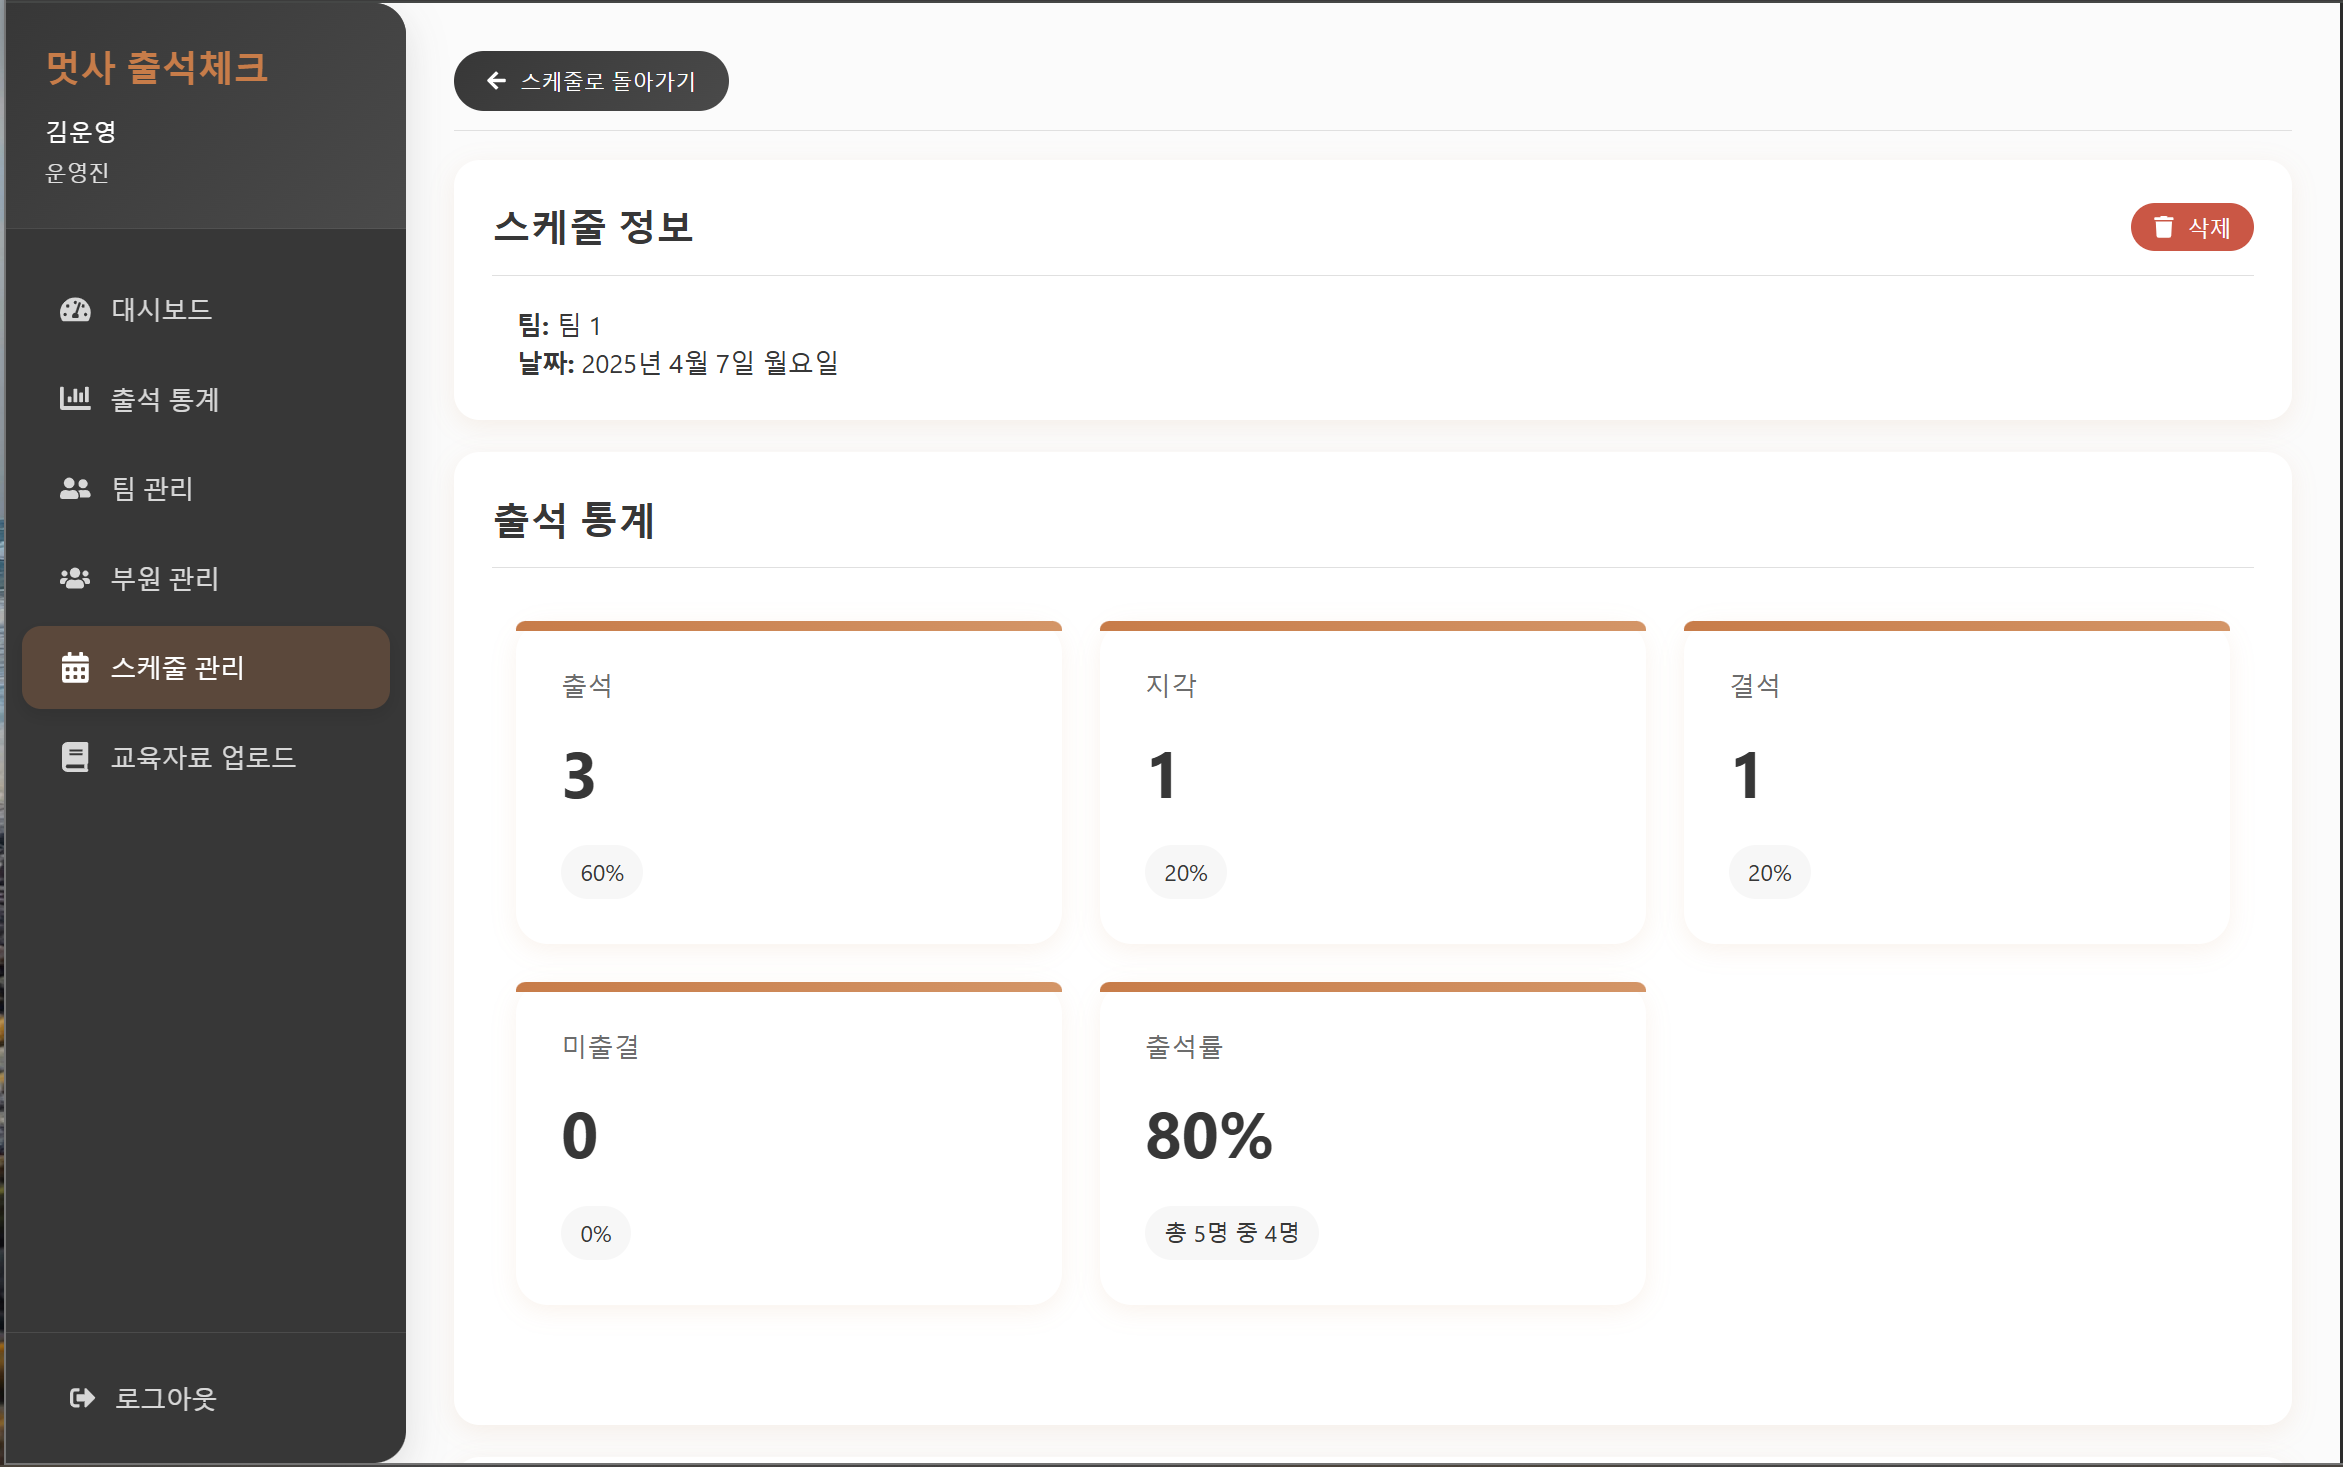 멋사 출석체크
김운영
운영진
대시보드
출석 통계
팀 관리
부원 관리
스케줄 관리
교육자료 업로드
로그아웃
스케줄로 돌아가기
스케줄 정보
삭제
팀: 팀 1
날짜: 2025년 4월 7일 월요일
출석 통계
출석
3
60%
지각
1
20%
결석
1
20%
미출결
0
0%
출석률
80%
총 5명 중 4명